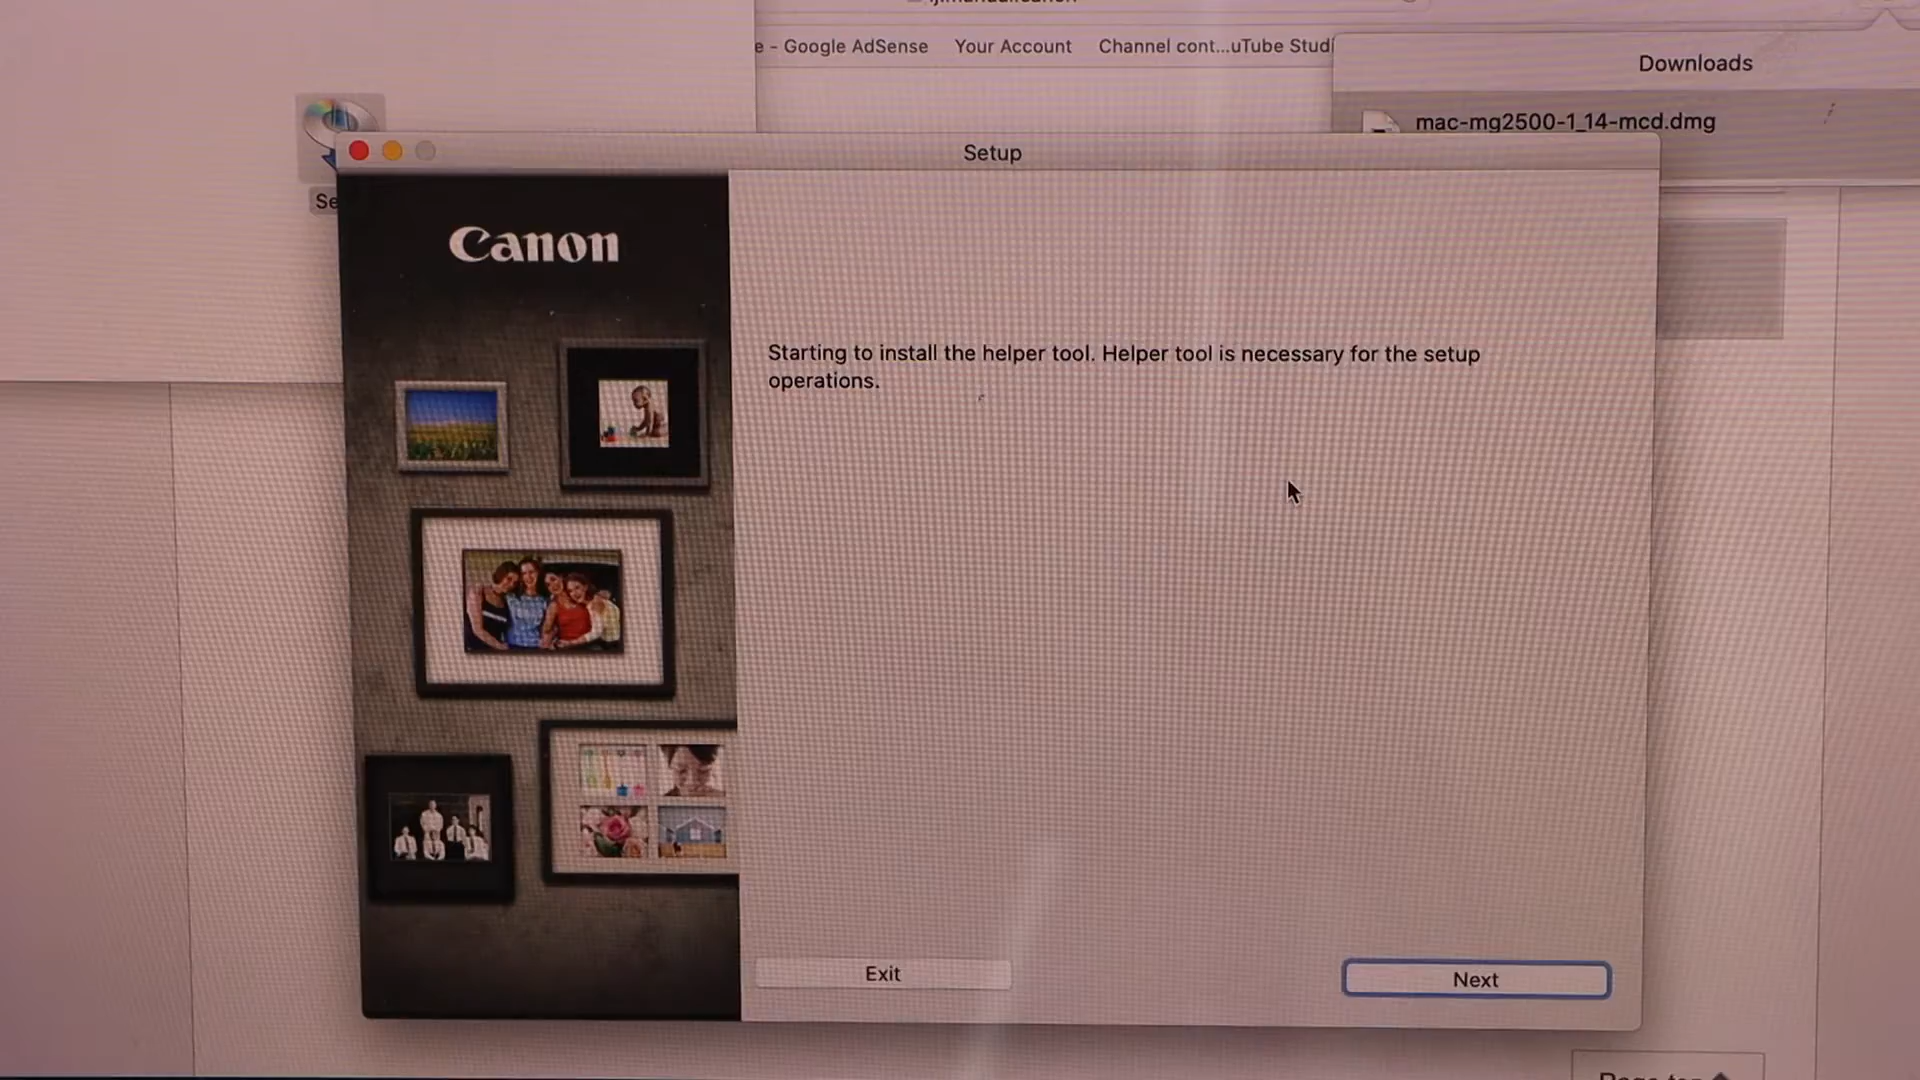 e - Google AdSense Your Account Channel cont...uTube Studi
Downloads
mac-mg2500-1_14-mcd.dmg
Setup
Se
Canon
Starting to install the helper tool. Helper tool is necessary for the setup
operations.
Exit
Next